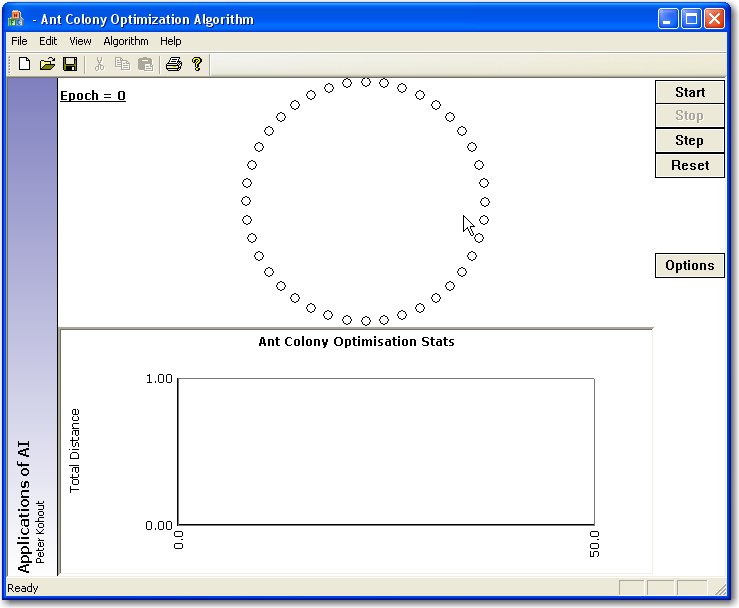 - Ant Colony Optimization Algorithm
File Edit View Algorithm Help
Epoch = 0
Start
Stop
Step
Reset
Options
Applications of AI
Peter Kohout
Ant Colony Optimisation Stats
1.00
Total Distance
0.00
0.0
50.0
Ready